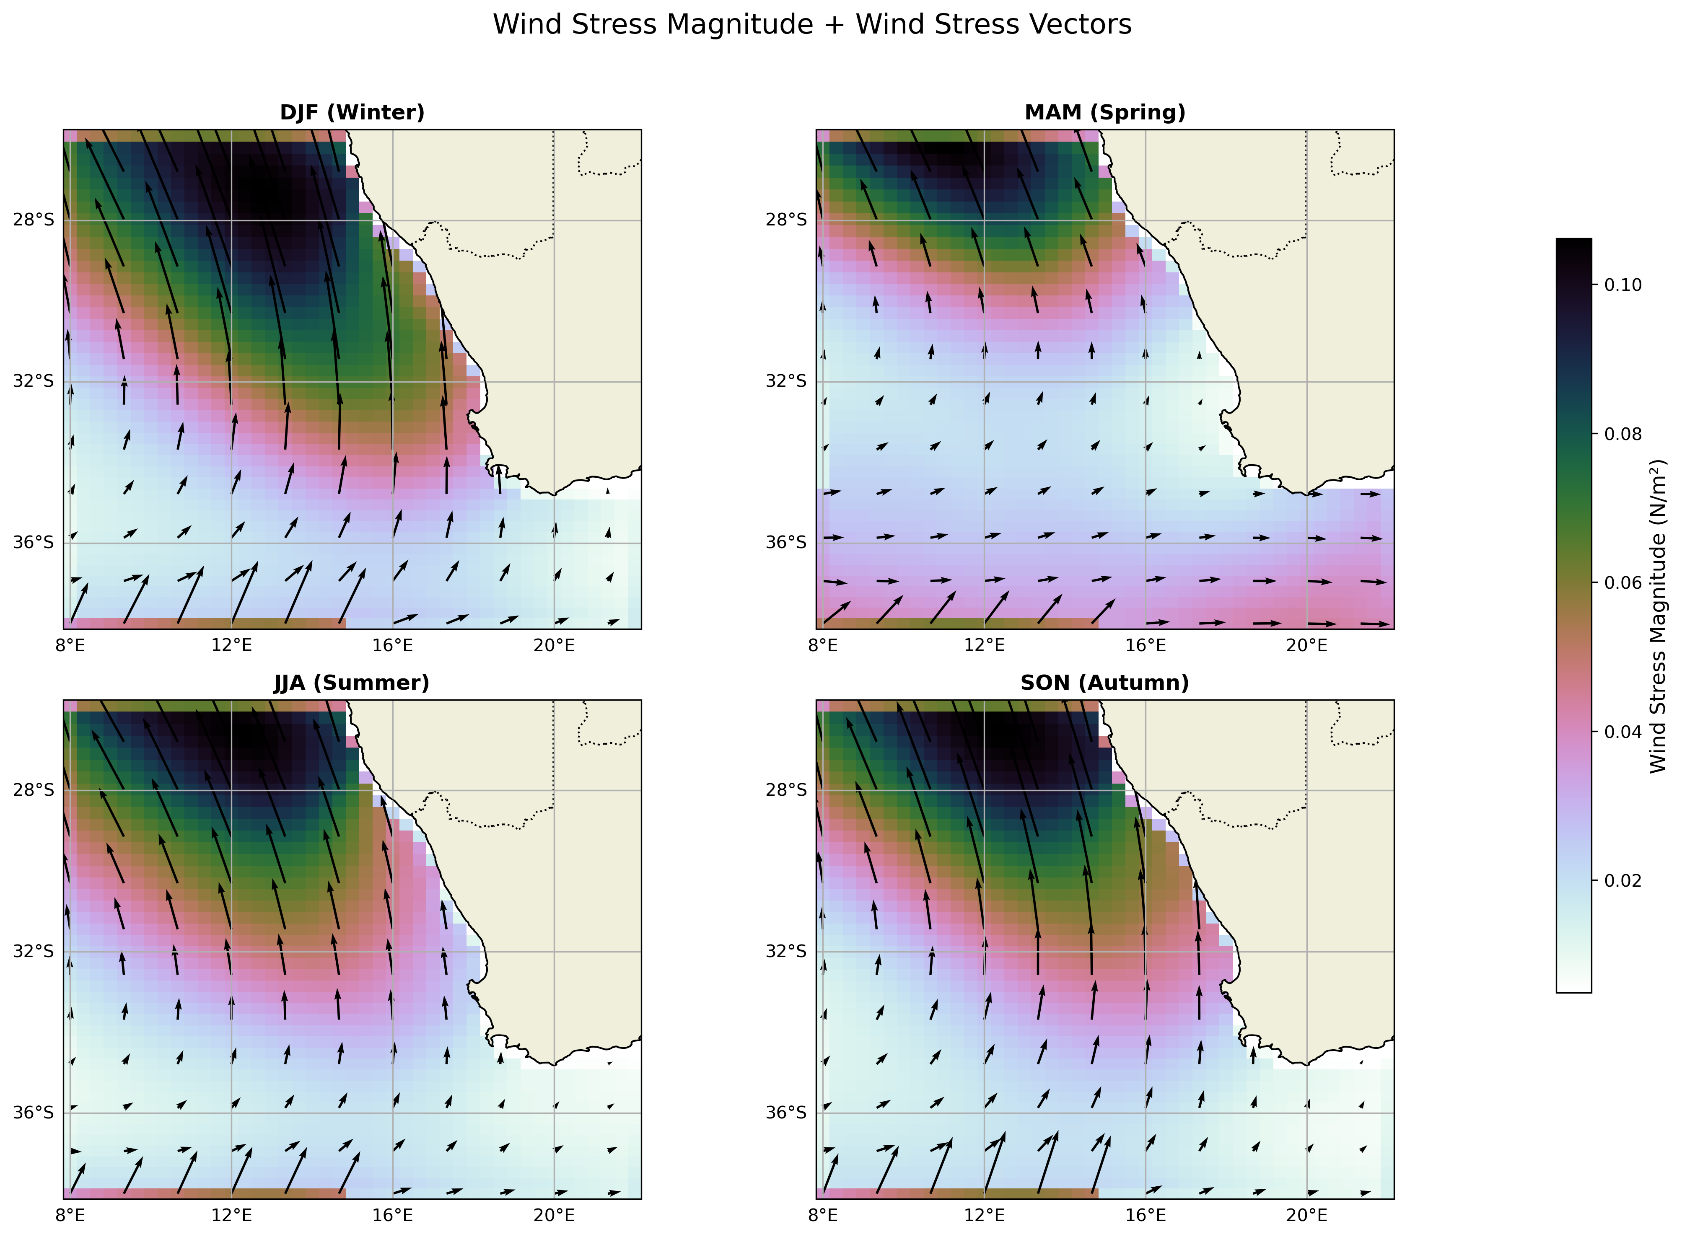 Wind Stress Magnitude + Wind Stress Vectors
DJF (Winter)
28°S
32°S
36°S
8°E 12°E 16°E 20°E
MAM (Spring)
28°S
32°S
36°S
8°E 12°E 16°E 20°E
JJA (Summer)
28°S
32°S
36°S
8°E 12°E 16°E 20°E
SON (Autumn)
28°S
32°S
36°S
8°E 12°E 16°E 20°E
0.10
0.08
0.06
0.04
0.02
Wind Stress Magnitude (N/m²)